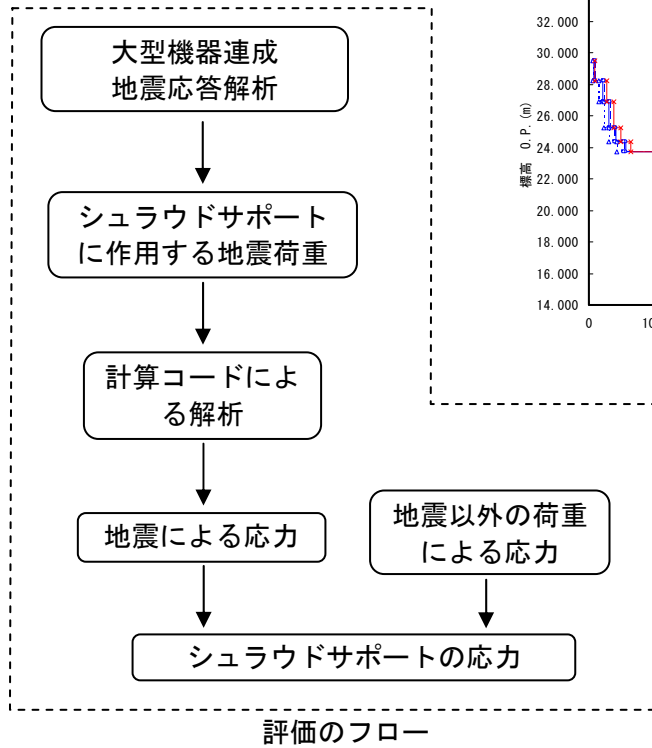 大型機器連成
地震応答解析
シュラウドサポート
に作用する地震荷重
計算コードによ
る解析
地震による応力
地震以外の荷重
による応力
シュラウドサポートの応力
評価のフロー
標高 O.P.(m)
32.000
30.000
28.000
26.000
24.000
22.000
20.000
18.000
16.000
14.000
0